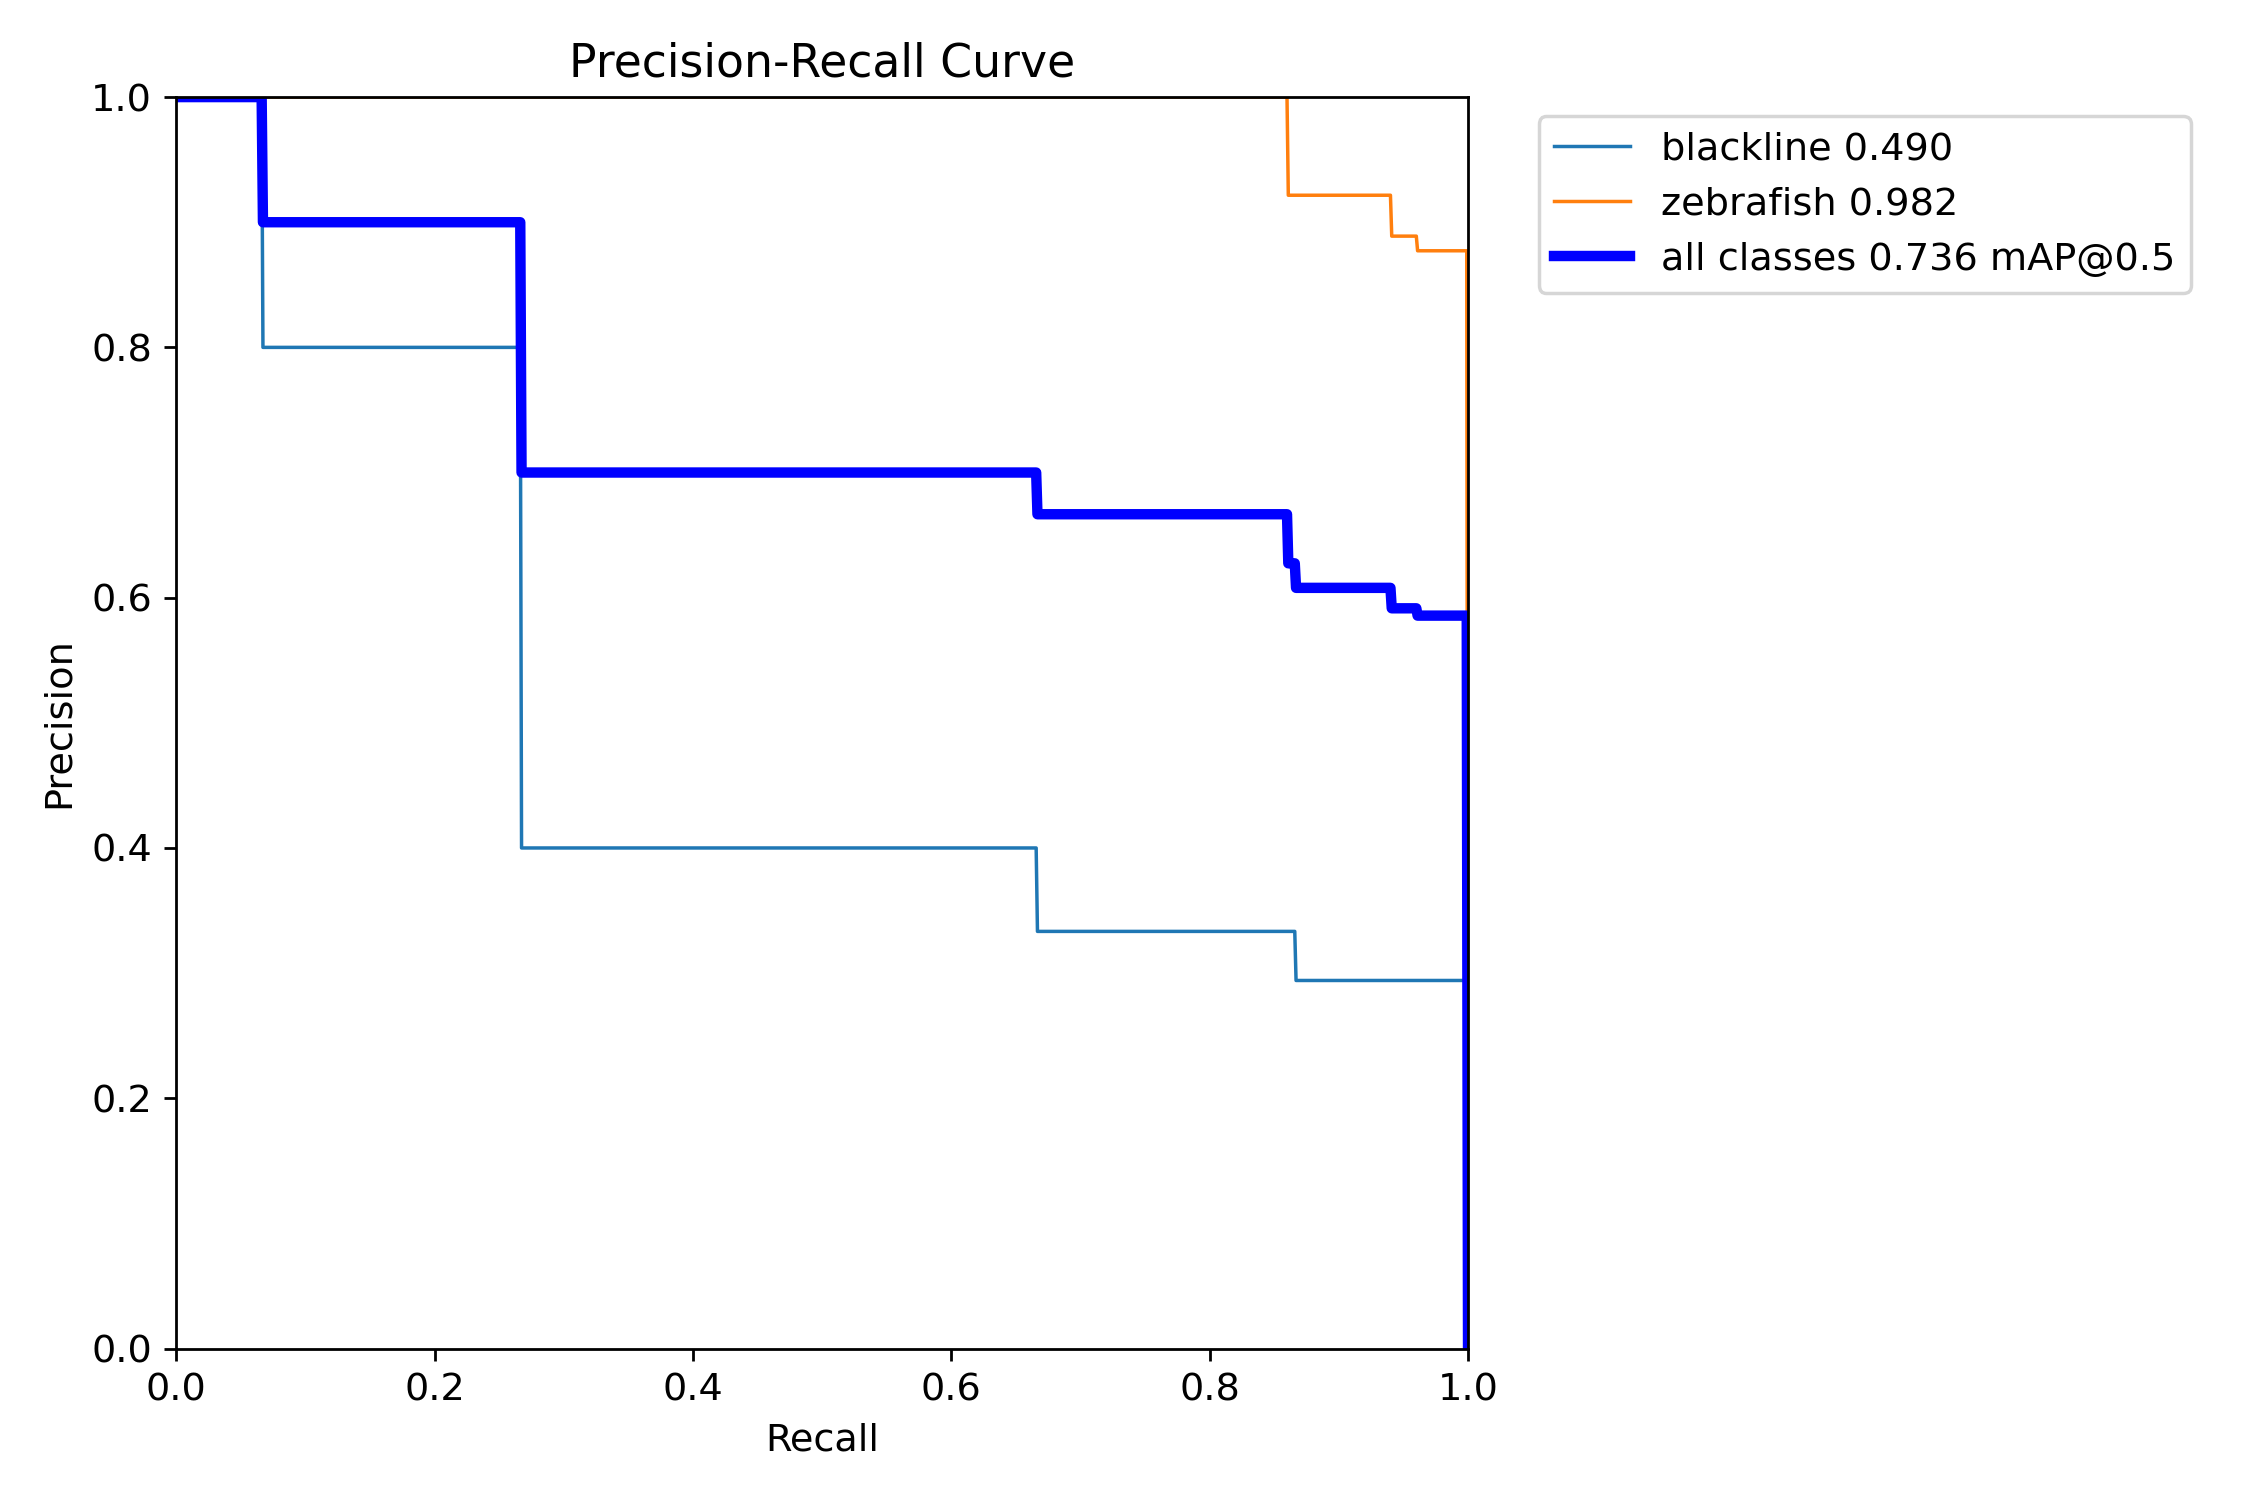 Precision-Recall Curve
1.0
0.8
0.6
0.4
0.2
0.0
Precision
0.0 0.2 0.4 0.6 0.8 1.0
Recall
blackline 0.490
zebrafish 0.982
all classes 0.736 mAP@0.5